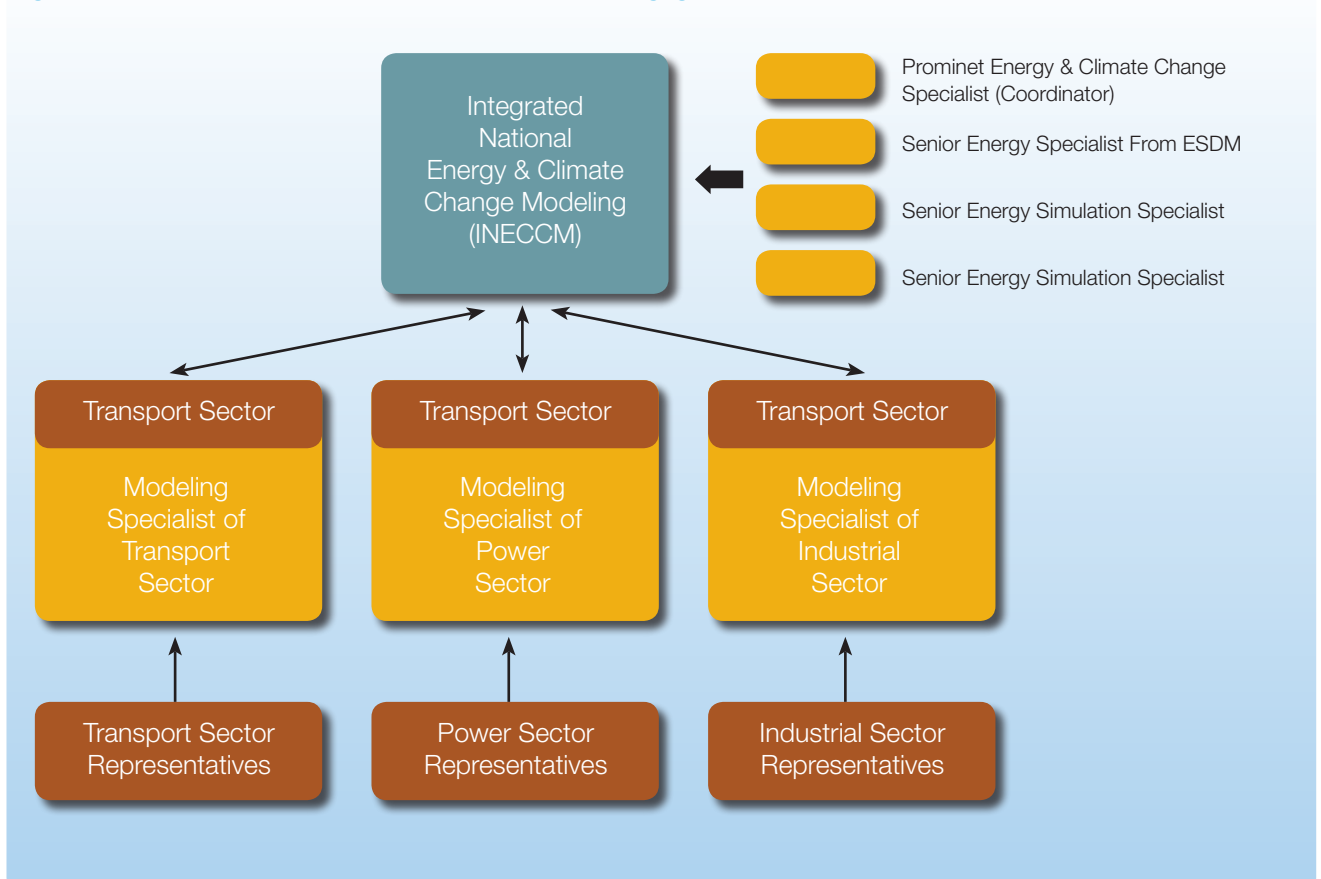 Integrated
National
Energy & Climate
Change Modeling
(INECCM)
Prominet Energy & Climate Change
Specialist (Coordinator)
Senior Energy Specialist From ESDM
Senior Energy Simulation Specialist
Senior Energy Simulation Specialist
Transport Sector
Modeling
Specialist of
Transport
Sector
Transport Sector
Modeling
Specialist of
Power
Sector
Transport Sector
Modeling
Specialist of
Industrial
Sector
Transport Sector
Representatives
Power Sector
Representatives
Industrial Sector
Representatives